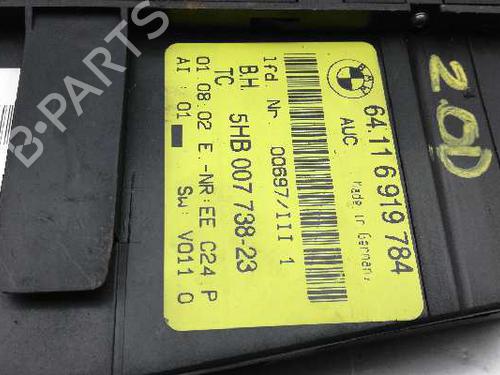 BMW
64.11 6 919 784
AUC Made in Germany
lfd. Nr. 00697/III 1
B.H 5HB 007 738-23
TC
01 08.02 E -NR:EE C24 P
AI : 01 Sw: V011 0
2.0D
B-PARTS